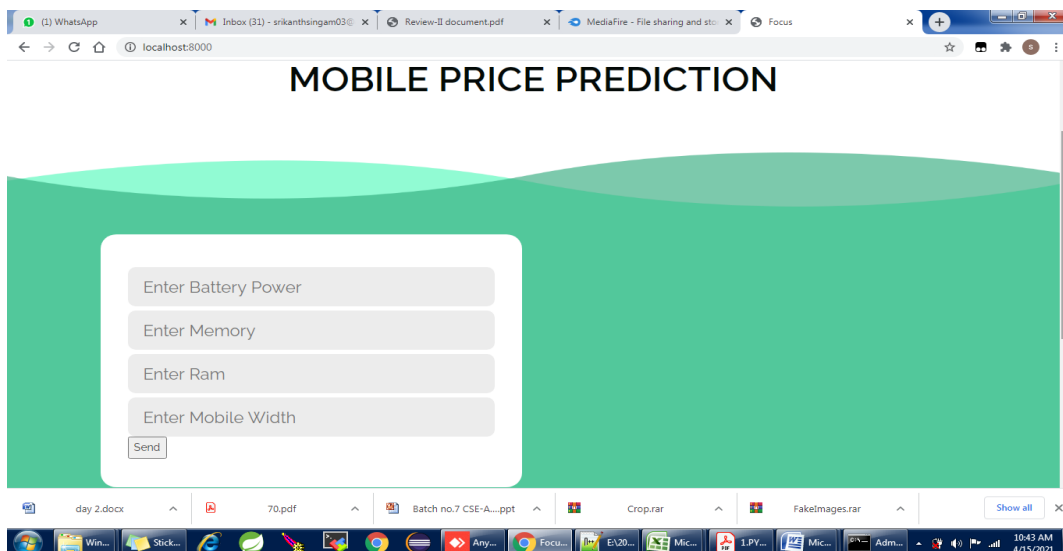 (1) WhatsApp
Inbox (31) - srikanthsingam03@
Review-II document.pdf
MediaFire - File sharing and sto
Focus
localhost:8000
S
MOBILE PRICE PREDICTION
Enter Battery Power
Enter Memory
Enter Ram
Enter Mobile Width
Send
day 2.docx
70.pdf
Batch no.7 CSE-A....ppt
Crop.rar
FakeImages.rar
Show all
Win...
Stick...
Any...
Focu...
E:\20...
Mic...
1.PY...
Mic...
Adm...
10:43 AM